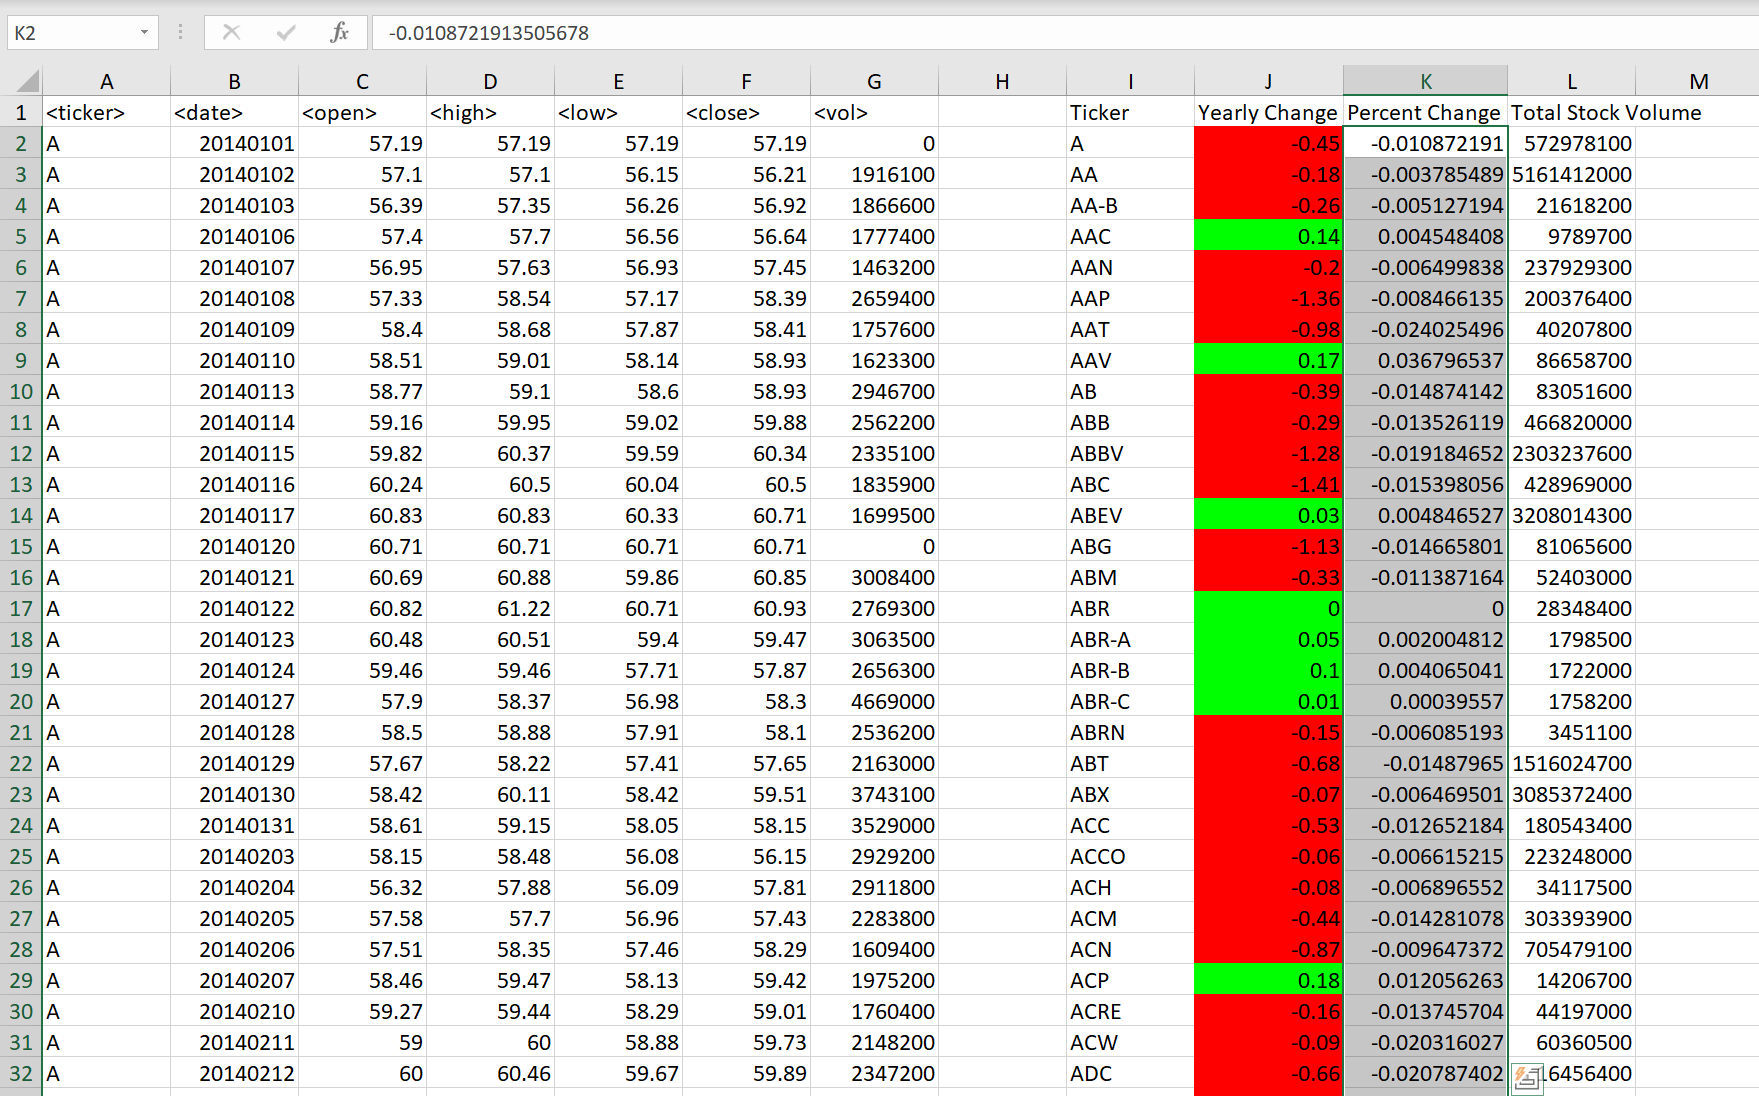 K2 fx -0.0108721913505678
A B C D E F G H I J K L M
1 <ticker> <date> <open> <high> <low> <close> <vol> Ticker Yearly Change Percent Change Total Stock Volume
2 A 20140101 57.19 57.19 57.19 57.19 0 A -0.45 -0.010872191 572978100
3 A 20140102 57.1 57.1 56.15 56.21 1916100 AA -0.18 -0.003785489 5161412000
4 A 20140103 56.39 57.35 56.26 56.92 1866600 AA-B -0.26 -0.005127194 21618200
5 A 20140106 57.4 57.7 56.56 56.64 1777400 AAC 0.14 0.004548408 9789700
6 A 20140107 56.95 57.63 56.93 57.45 1463200 AAN -0.2 -0.006499838 237929300
7 A 20140108 57.33 58.54 57.17 58.39 2659400 AAP -1.36 -0.008466135 200376400
8 A 20140109 58.4 58.68 57.87 58.41 1757600 AAT -0.98 -0.024025496 40207800
9 A 20140110 58.51 59.01 58.14 58.93 1623300 AAV 0.17 0.036796537 86658700
10 A 20140113 58.77 59.1 58.6 58.93 2946700 AB -0.39 -0.014874142 83051600
11 A 20140114 59.16 59.95 59.02 59.88 2562200 ABB -0.29 -0.013526119 466820000
12 A 20140115 59.82 60.37 59.59 60.34 2335100 ABBV -1.28 -0.019184652 2303237600
13 A 20140116 60.24 60.5 60.04 60.5 1835900 ABC -1.41 -0.015398056 428969000
14 A 20140117 60.83 60.83 60.33 60.71 1699500 ABEV 0.03 0.004846527 3208014300
15 A 20140120 60.71 60.71 60.71 60.71 0 ABG -1.13 -0.014665801 81065600
16 A 20140121 60.69 60.88 59.86 60.85 3008400 ABM -0.33 -0.011387164 52403000
17 A 20140122 60.82 61.22 60.71 60.93 2769300 ABR 0 0 28348400
18 A 20140123 60.48 60.51 59.4 59.47 3063500 ABR-A 0.05 0.002004812 1798500
19 A 20140124 59.46 59.46 57.71 57.87 2656300 ABR-B 0.1 0.004065041 1722000
20 A 20140127 57.9 58.37 56.98 58.3 4669000 ABR-C 0.01 0.00039557 1758200
21 A 20140128 58.5 58.88 57.91 58.1 2536200 ABRN -0.15 -0.006085193 3451100
22 A 20140129 57.67 58.22 57.41 57.65 2163000 ABT -0.68 -0.01487965 1516024700
23 A 20140130 58.42 60.11 58.42 59.51 3743100 ABX -0.07 -0.006469501 3085372400
24 A 20140131 58.61 59.15 58.05 58.15 3529000 ACC -0.53 -0.012652184 180543400
25 A 20140203 58.15 58.48 56.08 56.15 2929200 ACCO -0.06 -0.006615215 223248000
26 A 20140204 56.32 57.88 56.09 57.81 2911800 ACH -0.08 -0.006896552 34117500
27 A 20140205 57.58 57.7 56.96 57.43 2283800 ACM -0.44 -0.014281078 303393900
28 A 20140206 57.51 58.35 57.46 58.29 1609400 ACN -0.87 -0.009647372 705479100
29 A 20140207 58.46 59.47 58.13 59.42 1975200 ACP 0.18 0.012056263 14206700
30 A 20140210 59.27 59.44 58.29 59.01 1760400 ACRE -0.16 -0.013745704 44197000
31 A 20140211 59 60 58.88 59.73 2148200 ACW -0.09 -0.020316027 60360500
32 A 20140212 60 60.46 59.67 59.89 2347200 ADC -0.66 -0.020787402 16456400